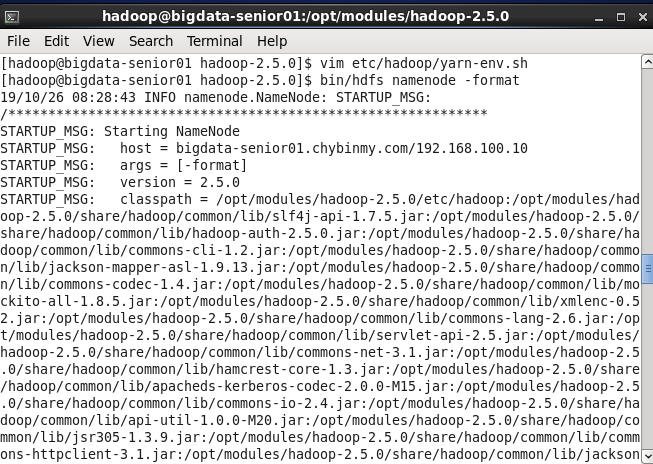 hadoop@bigdata-senior01:/opt/modules/hadoop-2.5.0
File Edit View Search Terminal Help
[hadoop@bigdata-senior01 hadoop-2.5.0]$ vim etc/hadoop/yarn-env.sh
[hadoop@bigdata-senior01 hadoop-2.5.0]$ bin/hdfs namenode -format
19/10/26 08:28:43 INFO namenode.NameNode: STARTUP_MSG:
/************************************************************
STARTUP_MSG: Starting NameNode
STARTUP_MSG:   host = bigdata-senior01.chybinmy.com/192.168.100.10
STARTUP_MSG:   args = [-format]
STARTUP_MSG:   version = 2.5.0
STARTUP_MSG:   classpath = /opt/modules/hadoop-2.5.0/etc/hadoop:/opt/modules/had
oop-2.5.0/share/hadoop/common/lib/slf4j-api-1.7.5.jar:/opt/modules/hadoop-2.5.0/
share/hadoop/common/lib/hadoop-auth-2.5.0.jar:/opt/modules/hadoop-2.5.0/share/ha
doop/common/lib/commons-cli-1.2.jar:/opt/modules/hadoop-2.5.0/share/hadoop/commo
n/lib/jackson-mapper-asl-1.9.13.jar:/opt/modules/hadoop-2.5.0/share/hadoop/commo
n/lib/commons-codec-1.4.jar:/opt/modules/hadoop-2.5.0/share/hadoop/common/lib/mo
ckito-all-1.8.5.jar:/opt/modules/hadoop-2.5.0/share/hadoop/common/lib/xmlenc-0.5
2.jar:/opt/modules/hadoop-2.5.0/share/hadoop/common/lib/commons-lang-2.6.jar:/op
t/modules/hadoop-2.5.0/share/hadoop/common/lib/servlet-api-2.5.jar:/opt/modules/
hadoop-2.5.0/share/hadoop/common/lib/commons-net-3.1.jar:/opt/modules/hadoop-2.5
.0/share/hadoop/common/lib/hamcrest-core-1.3.jar:/opt/modules/hadoop-2.5.0/share
/hadoop/common/lib/apacheds-kerberos-codec-2.0.0-M15.jar:/opt/modules/hadoop-2.5
.0/share/hadoop/common/lib/commons-io-2.4.jar:/opt/modules/hadoop-2.5.0/share/ha
doop/common/lib/api-util-1.0.0-M20.jar:/opt/modules/hadoop-2.5.0/share/hadoop/co
mmon/lib/jsr305-1.3.9.jar:/opt/modules/hadoop-2.5.0/share/hadoop/common/lib/comm
ons-httpclient-3.1.jar:/opt/modules/hadoop-2.5.0/share/hadoop/common/lib/jackson